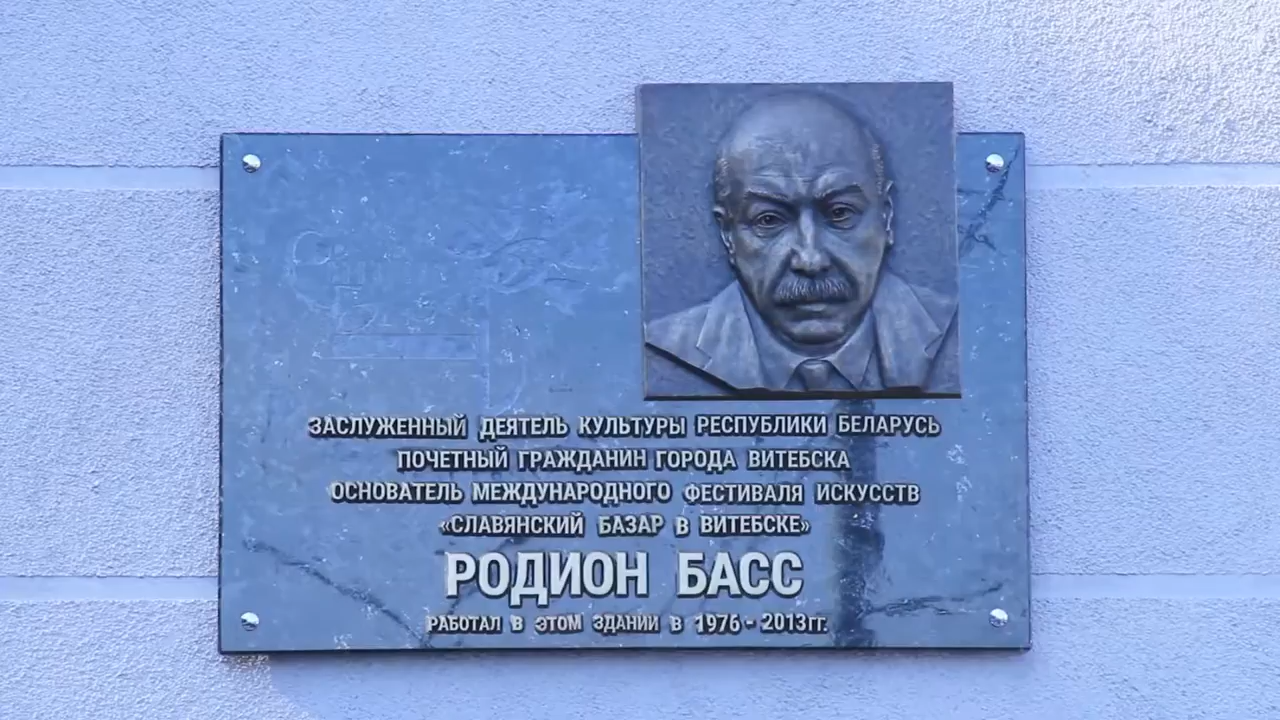 ЗАСЛУЖЕННЫЙ ДЕЯТЕЛЬ КУЛЬТУРЫ РЕСПУБЛИКИ БЕЛАРУСЬ
ПОЧЕТНЫЙ ГРАЖДАНИН ГОРОДА ВИТЕБСКА
ОСНОВАТЕЛЬ МЕЖДУНАРОДНОГО ФЕСТИВАЛЯ ИСКУССТВ
«СЛАВЯНСКИЙ БАЗАР В ВИТЕБСКЕ»
РОДИОН БАСС
РАБОТАЛ В ЭТОМ ЗДАНИИ В 1976 - 2013гг.